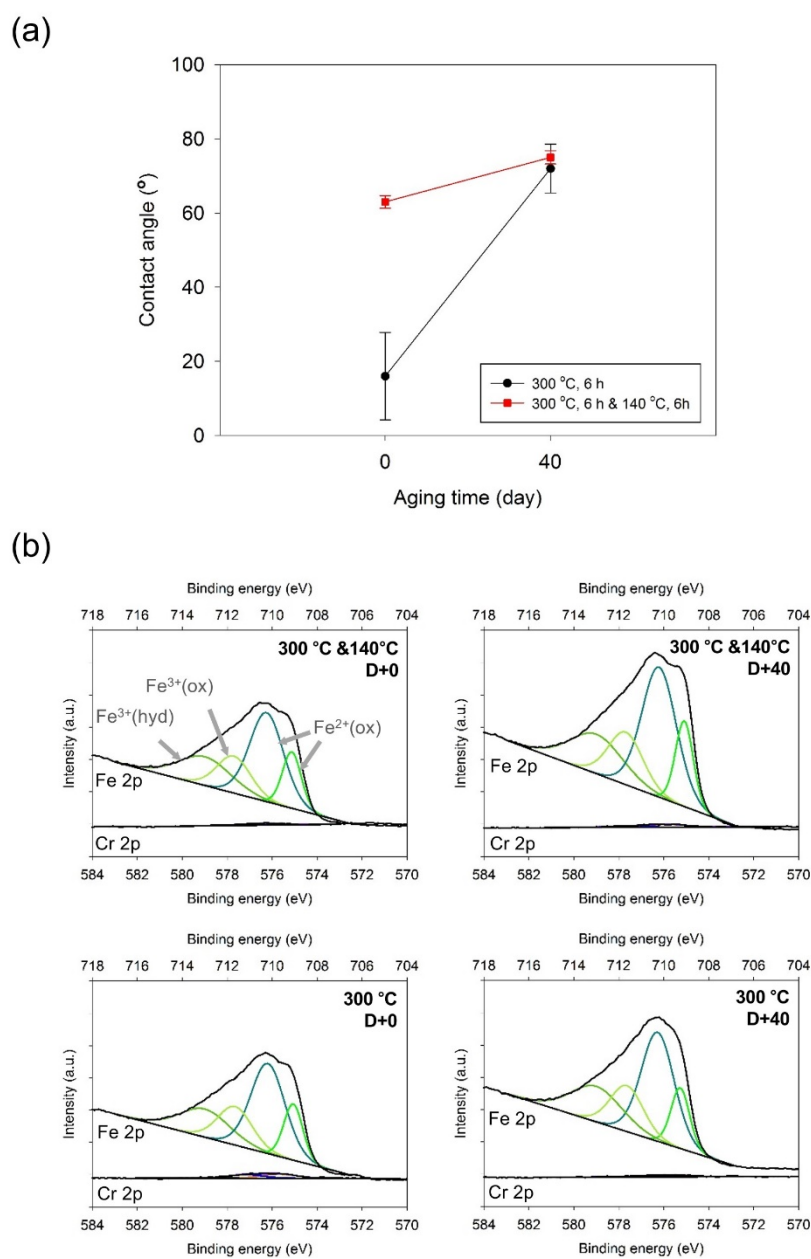 (a)
100
80
60
40
20
0
Contact angle (°)
300 °C, 6 h
300 °C, 6 h & 140 °C, 6h
0 40
Aging time (day)
(b)
Binding energy (eV)
718 716 714 712 710 708 706 704
300 °C &140°C
D+0
Fe³⁺(ox)
Fe³⁺(hyd)
Fe²⁺(ox)
Intensity (a.u.)
Fe 2p
Cr 2p
584 582 580 578 576 574 572 570
Binding energy (eV)
Binding energy (eV)
718 716 714 712 710 708 706 704
300 °C &140°C
D+40
Intensity (a.u.)
Fe 2p
Cr 2p
584 582 580 578 576 574 572 570
Binding energy (eV)
Binding energy (eV)
718 716 714 712 710 708 706 704
300 °C
D+0
Intensity (a.u.)
Fe 2p
Cr 2p
584 582 580 578 576 574 572 570
Binding energy (eV)
Binding energy (eV)
718 716 714 712 710 708 706 704
300 °C
D+40
Intensity (a.u.)
Fe 2p
Cr 2p
584 582 580 578 576 574 572 570
Binding energy (eV)